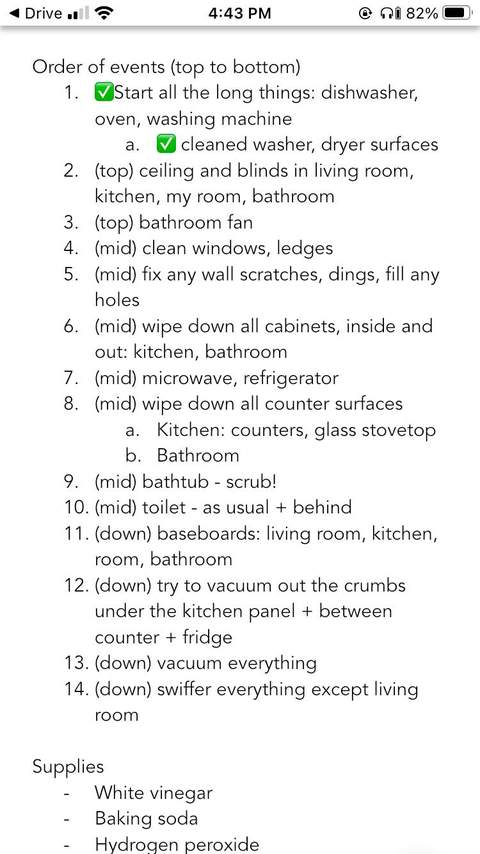 ◄ Drive 4:43 PM 82%
Order of events (top to bottom)
1. ✅Start all the long things: dishwasher,
oven, washing machine
a. ✅ cleaned washer, dryer surfaces
2. (top) ceiling and blinds in living room,
kitchen, my room, bathroom
3. (top) bathroom fan
4. (mid) clean windows, ledges
5. (mid) fix any wall scratches, dings, fill any
holes
6. (mid) wipe down all cabinets, inside and
out: kitchen, bathroom
7. (mid) microwave, refrigerator
8. (mid) wipe down all counter surfaces
a. Kitchen: counters, glass stovetop
b. Bathroom
9. (mid) bathtub - scrub!
10. (mid) toilet - as usual + behind
11. (down) baseboards: living room, kitchen,
room, bathroom
12. (down) try to vacuum out the crumbs
under the kitchen panel + between
counter + fridge
13. (down) vacuum everything
14. (down) swiffer everything except living
room
Supplies
- White vinegar
- Baking soda
- Hydrogen peroxide